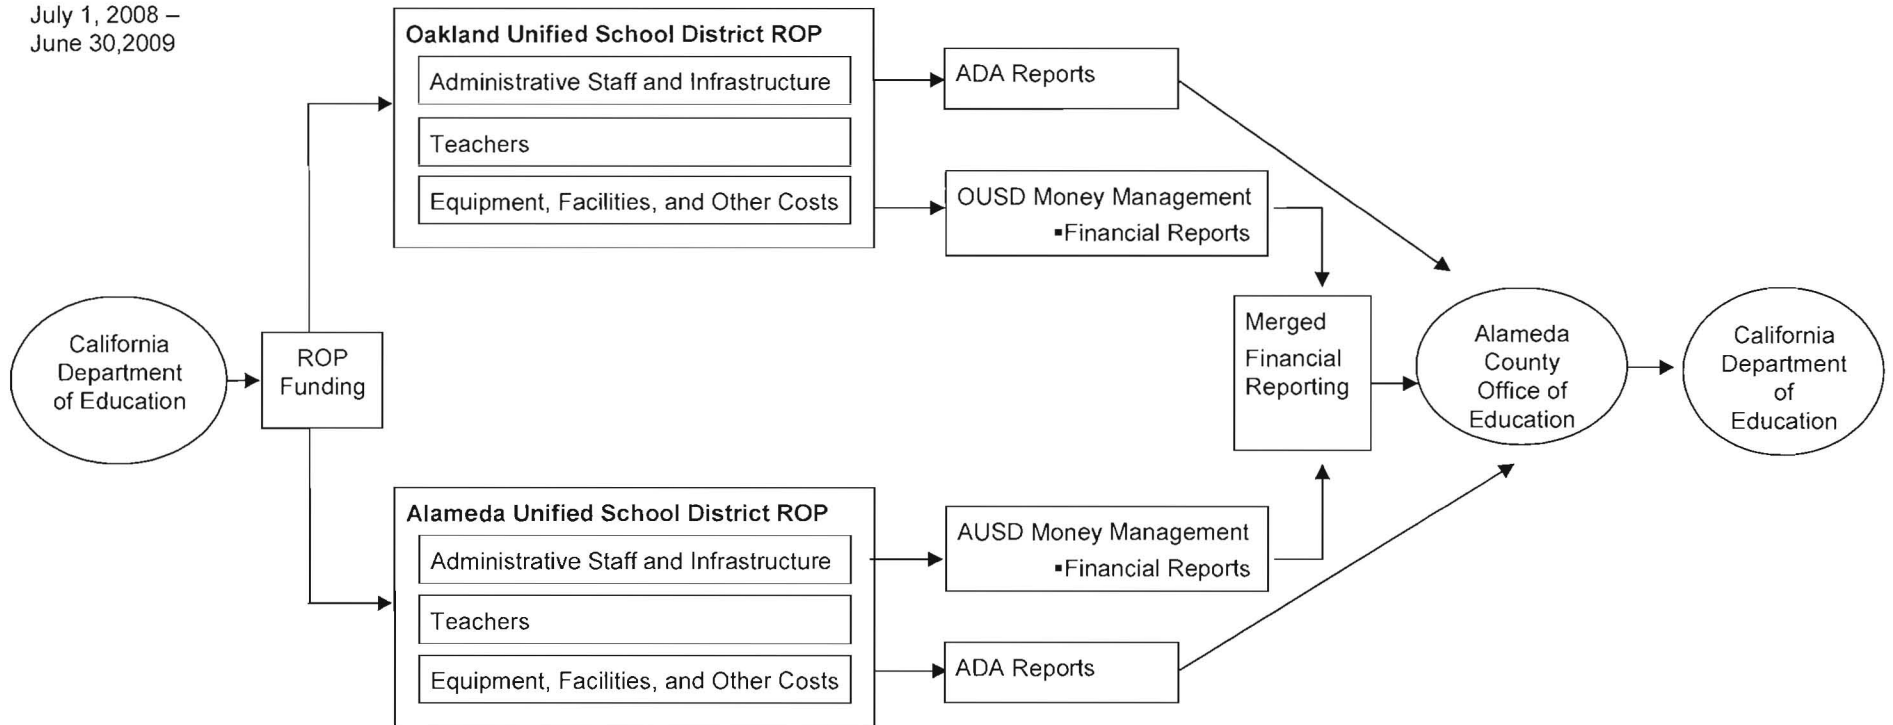 July 1, 2008 –
June 30,2009
Oakland Unified School District ROP
Administrative Staff and Infrastructure
Teachers
Equipment, Facilities, and Other Costs
ADA Reports
OUSD Money Management
▪Financial Reports
California
Department
of Education
ROP
Funding
Merged
Financial
Reporting
Alameda
County
Office of
Education
California
Department
of
Education
Alameda Unified School District ROP
Administrative Staff and Infrastructure
Teachers
Equipment, Facilities, and Other Costs
AUSD Money Management
▪Financial Reports
ADA Reports